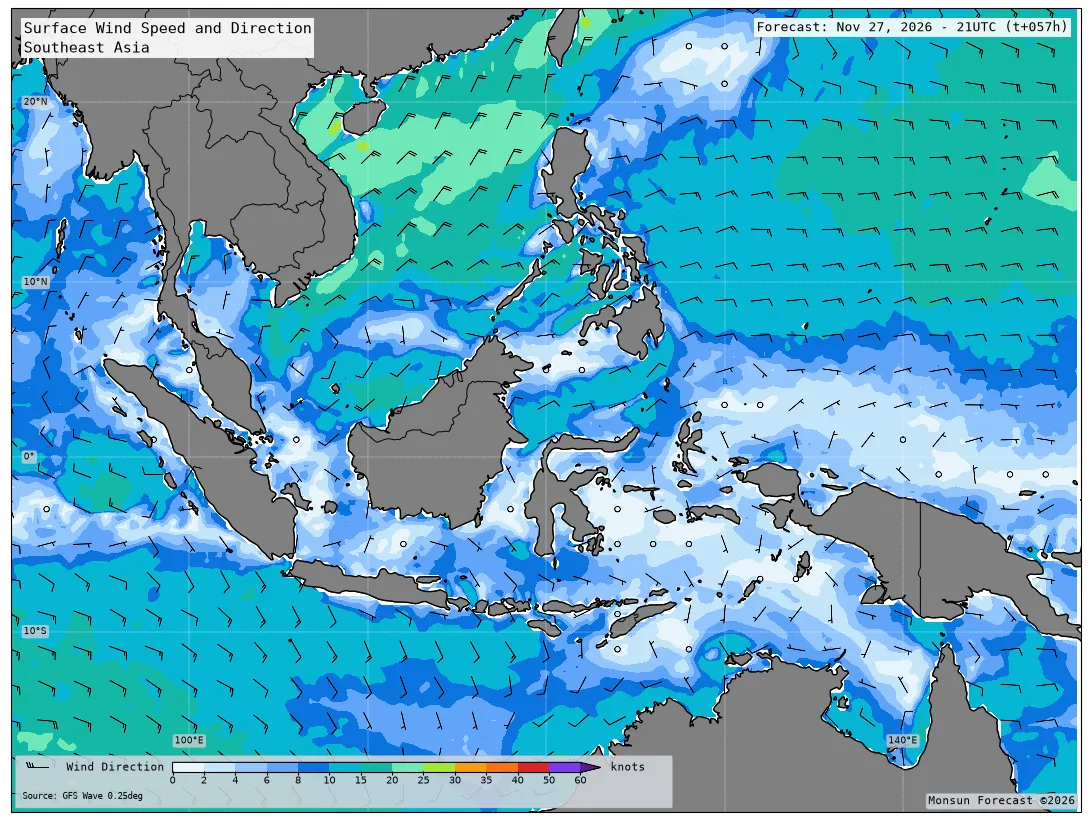 Surface Wind Speed and Direction
Southeast Asia
Forecast: Nov 27, 2026 - 21UTC (t+057h)
20°N
10°N
0°
10°S
100°E
140°E
Wind Direction
0 2 4 6 8 10 15 20 25 30 35 40 50 60
knots
Source: GFS Wave 0.25deg
Monsun Forecast ©2026